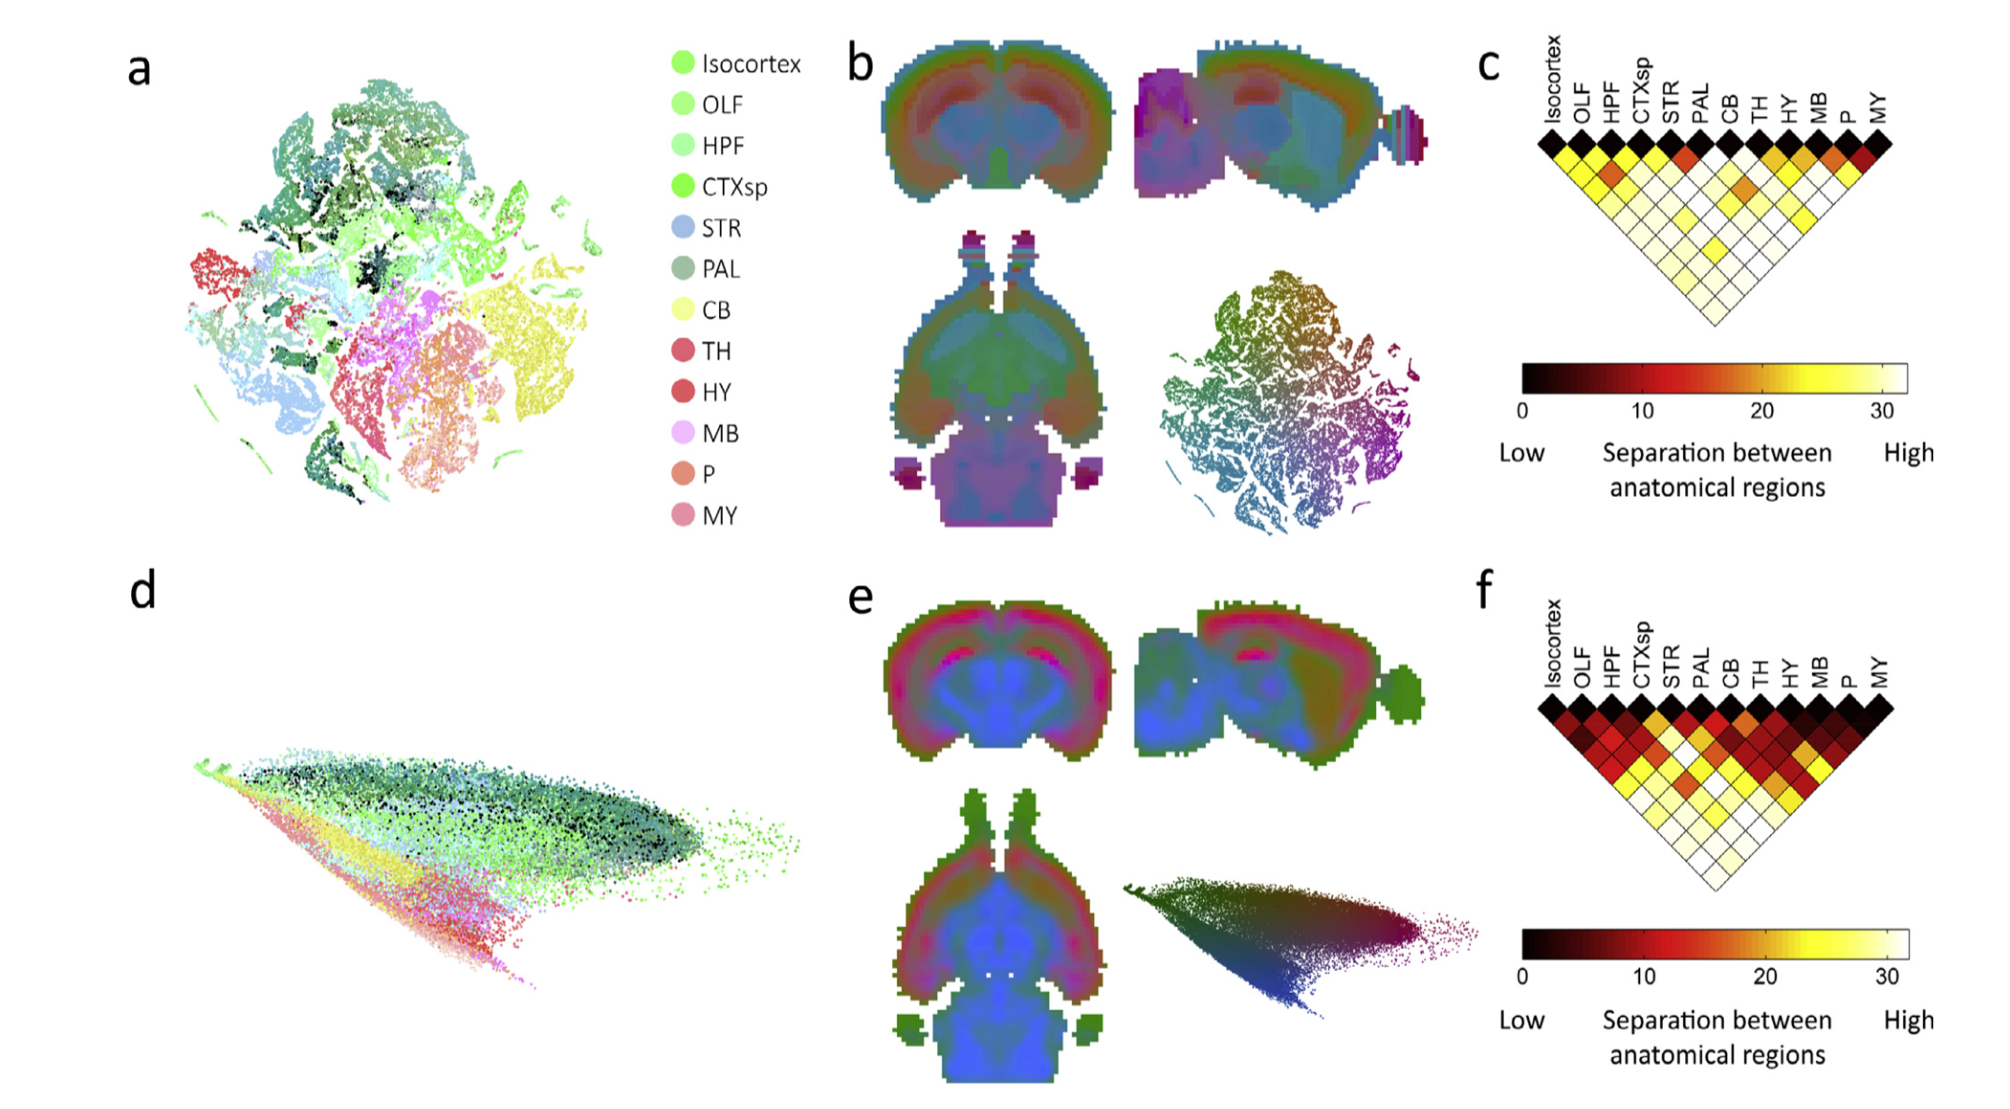 a
Isocortex
OLF
HPF
CTXsp
STR
PAL
CB
TH
HY
MB
P
MY
b
c
Isocortex
OLF
HPF
CTXsp
STR
PAL
CB
TH
HY
MB
P
MY
0 10 20 30
Low Separation between High
anatomical regions
d
e
f
Isocortex
OLF
HPF
CTXsp
STR
PAL
CB
TH
HY
MB
P
MY
0 10 20 30
Low Separation between High
anatomical regions